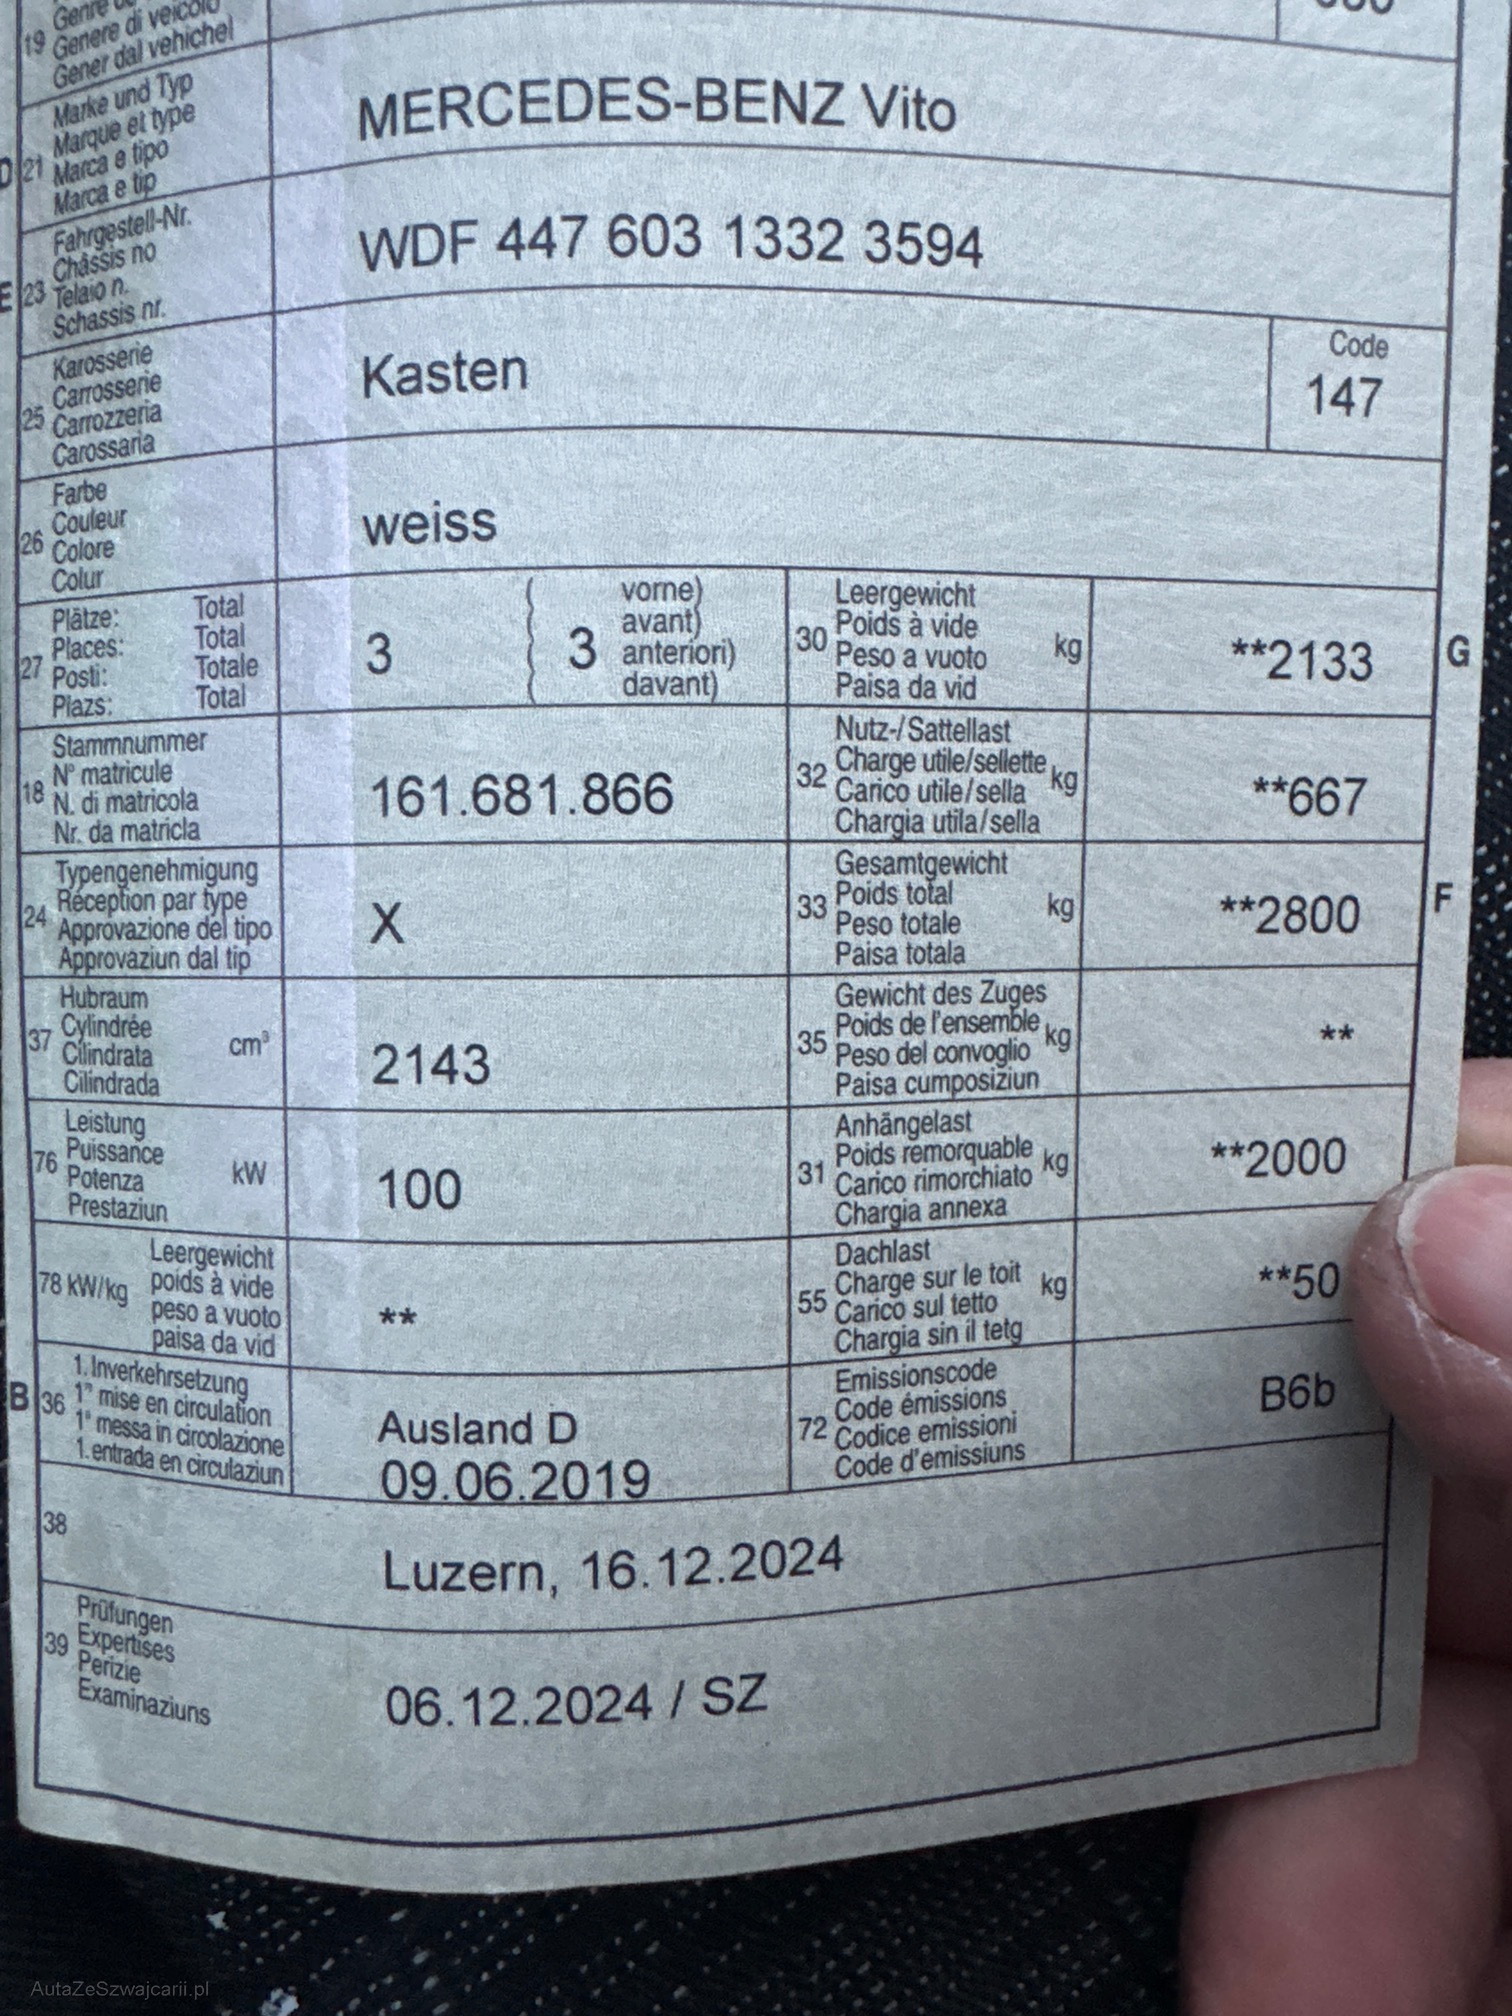 19 Genere di veicolo
Gener dal vehichel
Marke und Typ
Marque et type
D 21 Marca e tipo
Marca e tip
MERCEDES-BENZ Vito
Fahrgestell-Nr.
Châssis no
E 23 Telaio n.
Schassis nr.
WDF 447 603 1332 3594
Karosserie
Carrosserie
25 Carrozzeria
Carossaria
Kasten
Code
147
Farbe
Couleur
26 Colore
Colur
weiss
Plätze: Total
Places: Total
27 Posti: Totale
Plazs: Total
3
3
vorne)
avant)
anteriori)
davant)
Leergewicht
30 Poids à vide kg
Peso a vuoto
Paisa da vid
**2133 G
Stammnummer
18 N° matricule
N. di matricola
Nr. da matricla
161.681.866
Nutz-/Sattellast
32 Charge utile/sellette kg
Carico utile/sella
Chargia utila/sella
**667
Typengenehmigung
24 Réception par type
Approvazione del tipo
Approvaziun dal tip
X
Gesamtgewicht
33 Poids total kg
Peso totale
Paisa totala
**2800 F
Hubraum
37 Cylindrée cm³
Cilindrata
Cilindrada
2143
Gewicht des Zuges
35 Poids de l'ensemble kg
Peso del convoglio
Paisa cumposiziun
**
Leistung
76 Puissance kW
Potenza
Prestaziun
100
Anhängelast
31 Poids remorquable kg
Carico rimorchiato
Chargia annexa
**2000
Leergewicht
78 kW/kg poids à vide
peso a vuoto
paisa da vid
**
Dachlast
55 Charge sur le toit kg
Carico sul tetto
Chargia sin il tetg
**50
1. Inverkehrsetzung
B 36 1" mise en circulation
1" messa in circolazione
1. entrada en circulaziun
Ausland D
09.06.2019
Emissionscode
72 Code émissions
Codice emissioni
Code d'emissiuns
B6b
38
Luzern, 16.12.2024
Prüfungen
39 Expertises
Perizie
Examinaziuns
06.12.2024 / SZ
AutaZeSzwajcarii.pl